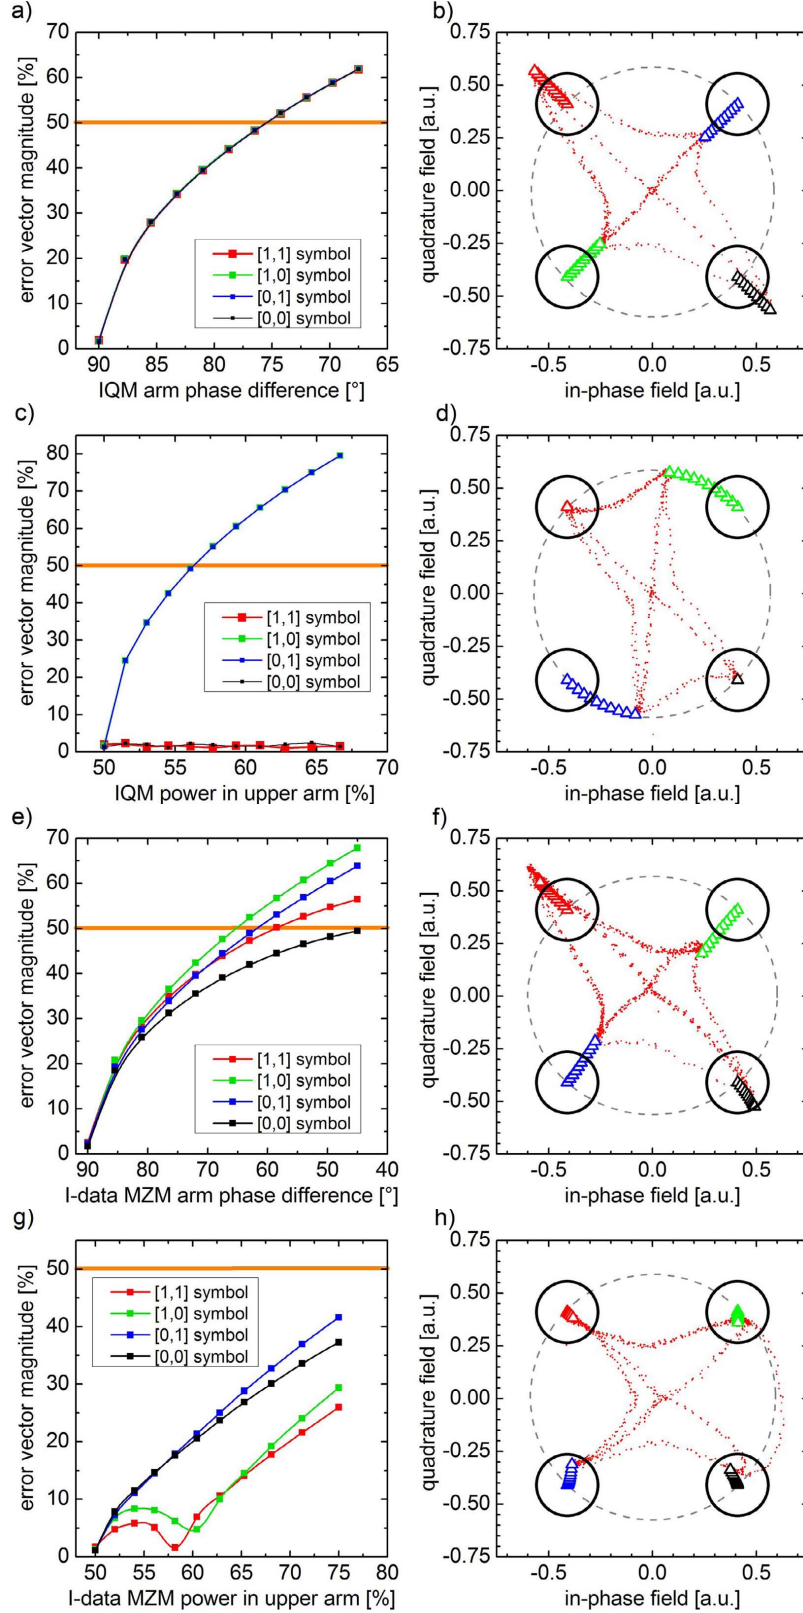 a)
error vector magnitude [%]
70
60
50
40
30
20
10
0
[1,1] symbol
[1,0] symbol
[0,1] symbol
[0,0] symbol
90 85 80 75 70 65
IQM arm phase difference [°]
b)
quadrature field [a.u.]
0.75
0.50
0.25
0.00
-0.25
-0.50
-0.75
-0.5 0.0 0.5
in-phase field [a.u.]
c)
error vector magnitude [%]
80
70
60
50
40
30
20
10
0
[1,1] symbol
[1,0] symbol
[0,1] symbol
[0,0] symbol
50 55 60 65 70
IQM power in upper arm [%]
d)
quadrature field [a.u.]
0.75
0.50
0.25
0.00
-0.25
-0.50
-0.75
-0.5 0.0 0.5
in-phase field [a.u.]
e)
error vector magnitude [%]
70
60
50
40
30
20
10
0
[1,1] symbol
[1,0] symbol
[0,1] symbol
[0,0] symbol
90 80 70 60 50 40
I-data MZM arm phase difference [°]
f)
quadrature field [a.u.]
0.75
0.50
0.25
0.00
-0.25
-0.50
-0.75
-0.5 0.0 0.5
in-phase field [a.u.]
g)
error vector magnitude [%]
50
40
30
20
10
0
[1,1] symbol
[1,0] symbol
[0,1] symbol
[0,0] symbol
50 55 60 65 70 75 80
I-data MZM power in upper arm [%]
h)
quadrature field [a.u.]
0.75
0.50
0.25
0.00
-0.25
-0.50
-0.75
-0.5 0.0 0.5
in-phase field [a.u.]